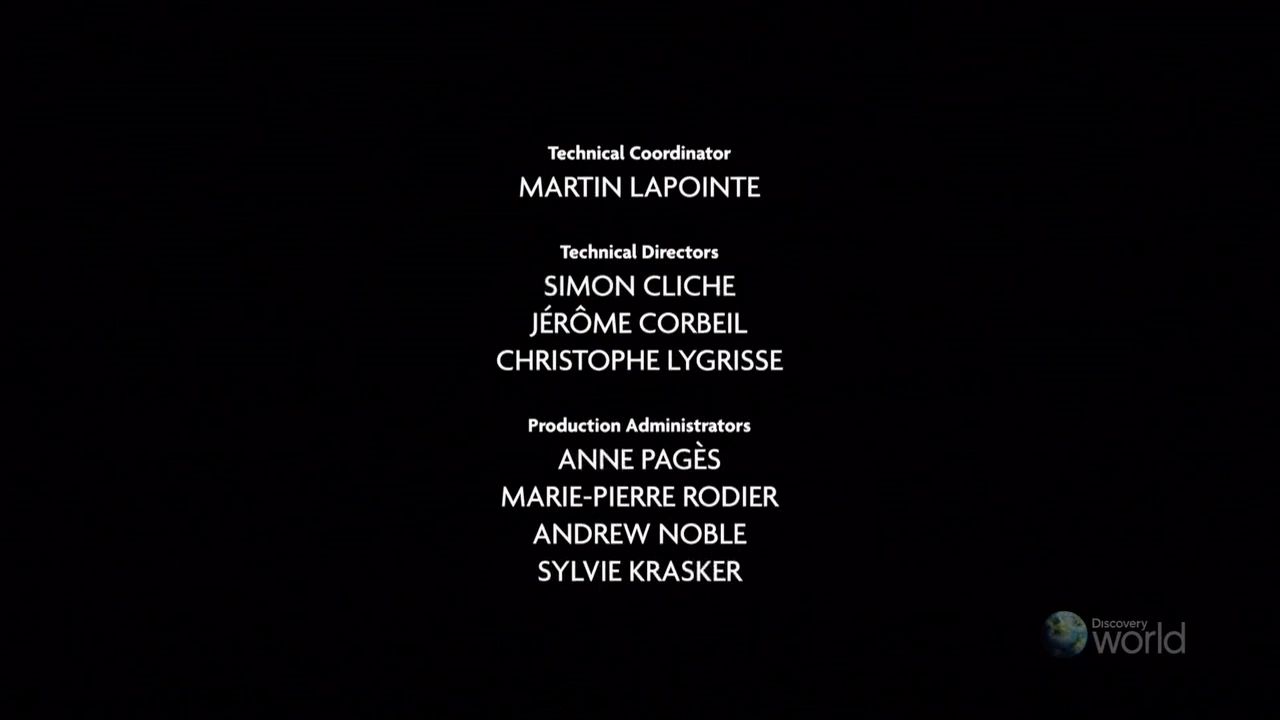 Technical Coordinator
MARTIN LAPOINTE
Technical Directors
SIMON CLICHE
JÉRÔME CORBEIL
CHRISTOPHE LYGRISSE
Production Administrators
ANNE PAGÈS
MARIE-PIERRE RODIER
ANDREW NOBLE
SYLVIE KRASKER
Discovery
world